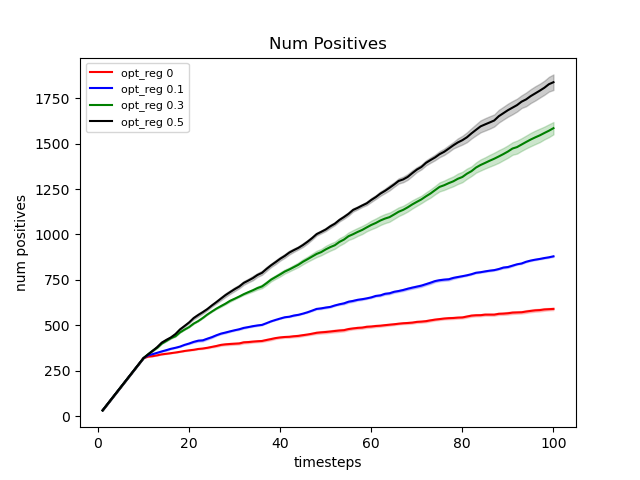 Num Positives
opt_reg 0
opt_reg 0.1
opt_reg 0.3
opt_reg 0.5
num positives
1750
1500
1250
1000
750
500
250
0
0 20 40 60 80 100
timesteps